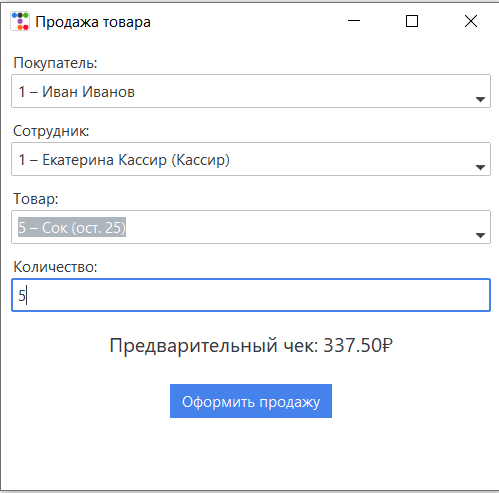 Продажа товара
Покупатель:
1 – Иван Иванов
Сотрудник:
1 – Екатерина Кассир (Кассир)
Товар:
5 – Сок (ост. 25)
Количество:
5
Предварительный чек: 337.50₽
Оформить продажу